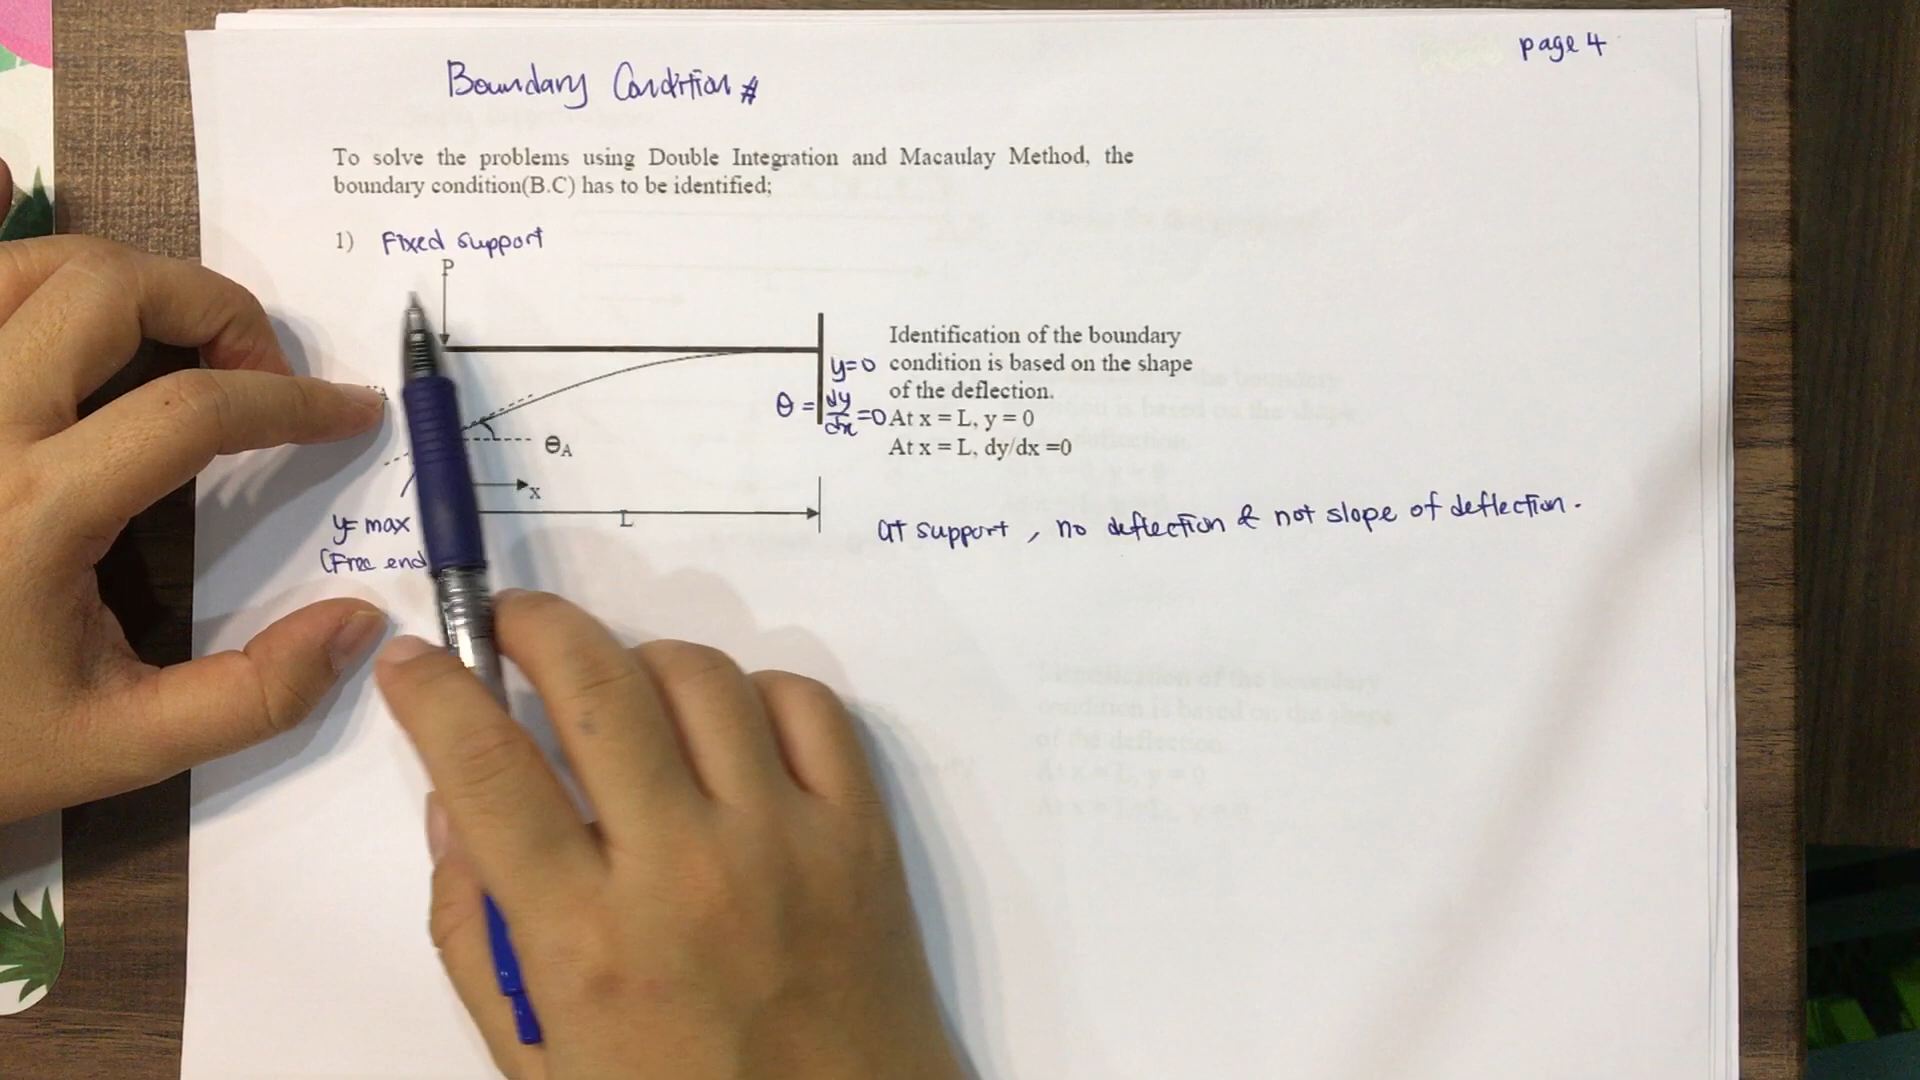 page 4
Boundary Condition #
To solve the problems using Double Integration and Macaulay Method, the
boundary condition(B.C) has to be identified;
1) Fixed support
P
Identification of the boundary
y=0 condition is based on the shape
of the deflection.
θ = dy/dx =0 At x = L, y = 0
At x = L, dy/dx =0
A
θA
x
L
y= max
(Free end
at support, no deflection & not slope of deflection.